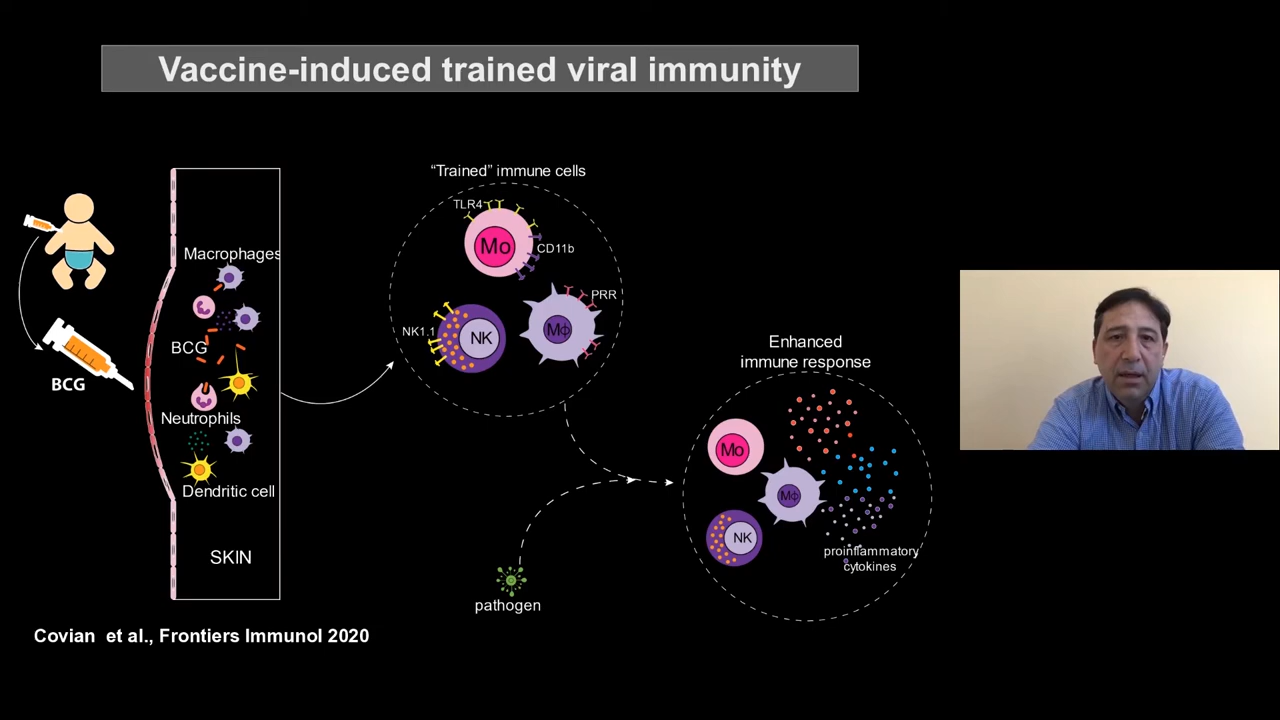 Vaccine-induced trained viral immunity
BCG
Macrophages
BCG
Neutrophils
Dendritic cell
SKIN
“Trained” immune cells
TLR4
Mo
CD11b
PRR
NK1.1
NK
Mϕ
pathogen
Enhanced
immune response
Mo
Mϕ
NK
proinflammatory
cytokines
Covian et al., Frontiers Immunol 2020